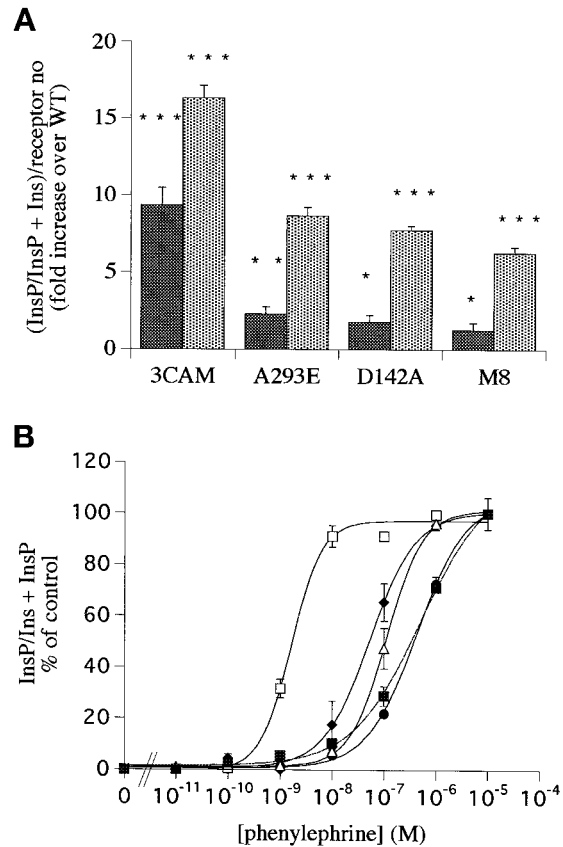 A
(InsP/InsP + Ins)/receptor no
(fold increase over WT)
20
15
10
5
0
* * *
* * *
* *
* * *
*
* * *
*
* * *
3CAM A293E D142A M8
B
InsP/Ins + InsP
% of control
120
100
80
60
40
20
0
0 10-11 10-10 10-9 10-8 10-7 10-6 10-5 10-4
[phenylephrine] (M)